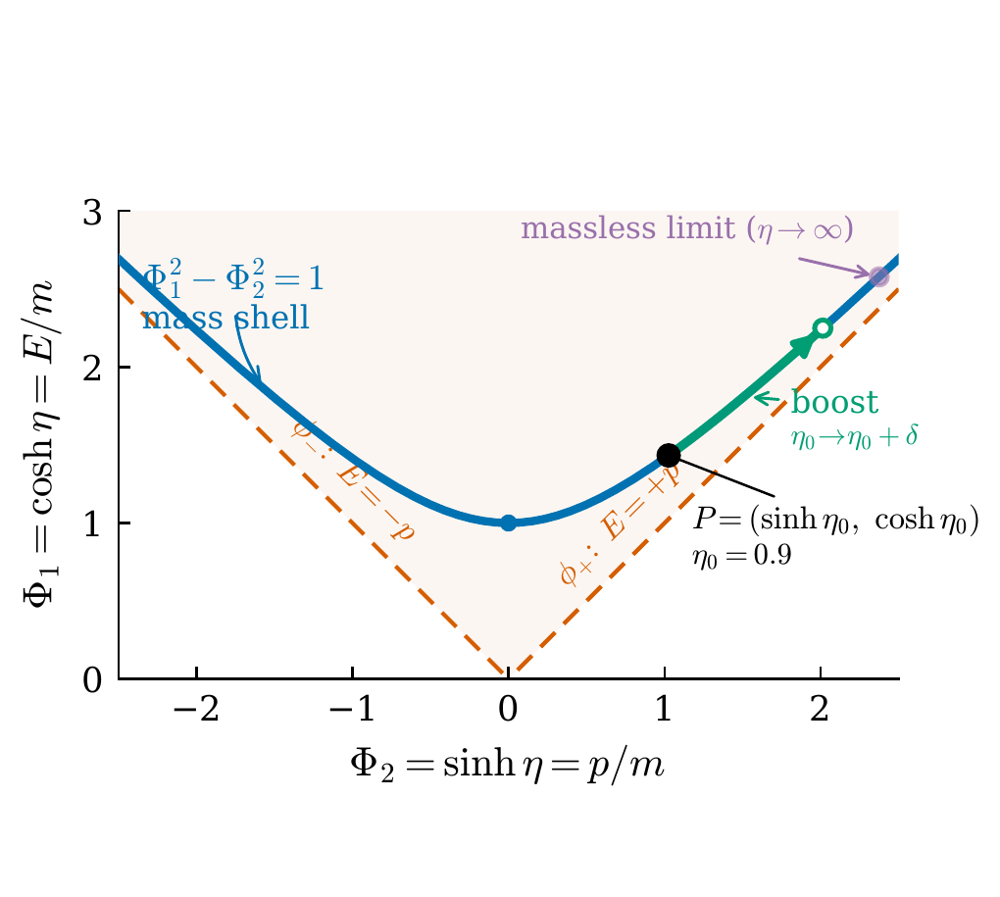 massless limit (η → ∞)
Φ₁² − Φ₂² = 1
mass shell
boost
η₀→η₀ + δ
ϕ₋: E = −p
ϕ₊: E = +p
P = (sinh η₀, cosh η₀)
η₀ = 0.9
3
2
1
0
−2
−1
0
1
2
Φ₁ = cosh η = E/m
Φ₂ = sinh η = p/m